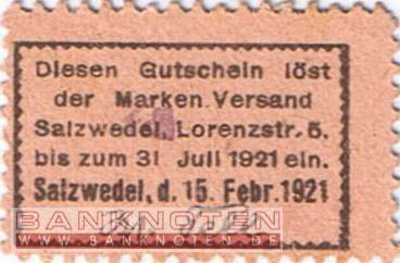 Diesen Gutschein löst
der Marken Versand
Salzwedel, Lorenzstr. 5.
bis zum 31 Juli 1921 ein.
Salzwedel, d. 15. Febr. 1921
BANKNOTEN
WWW.BANKNOTEN.DE